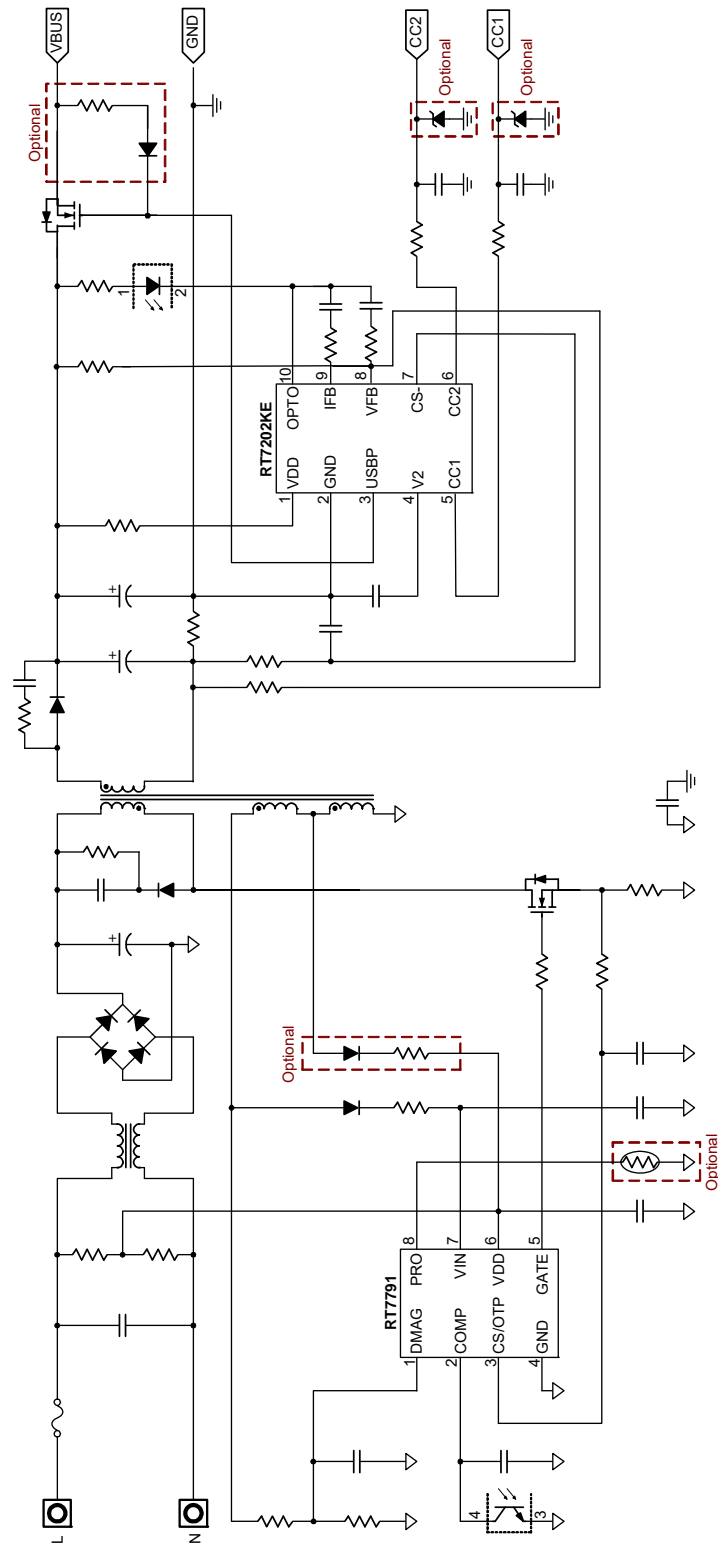 L
N
VBUS
GND
Optional
CC2
Optional
CC1
Optional
1
2
RT7202KE
1 VDD
2 GND
3 USBP
4 V2
5 CC1
OPTO 10
IFB 9
VFB 8
CS- 7
CC2 6
+
+
+
Optional
Optional
RT7791
1 DMAG
2 COMP
3 CS/OTP
4 GND
PRO 8
VIN 7
VDD 6
GATE 5
4
3